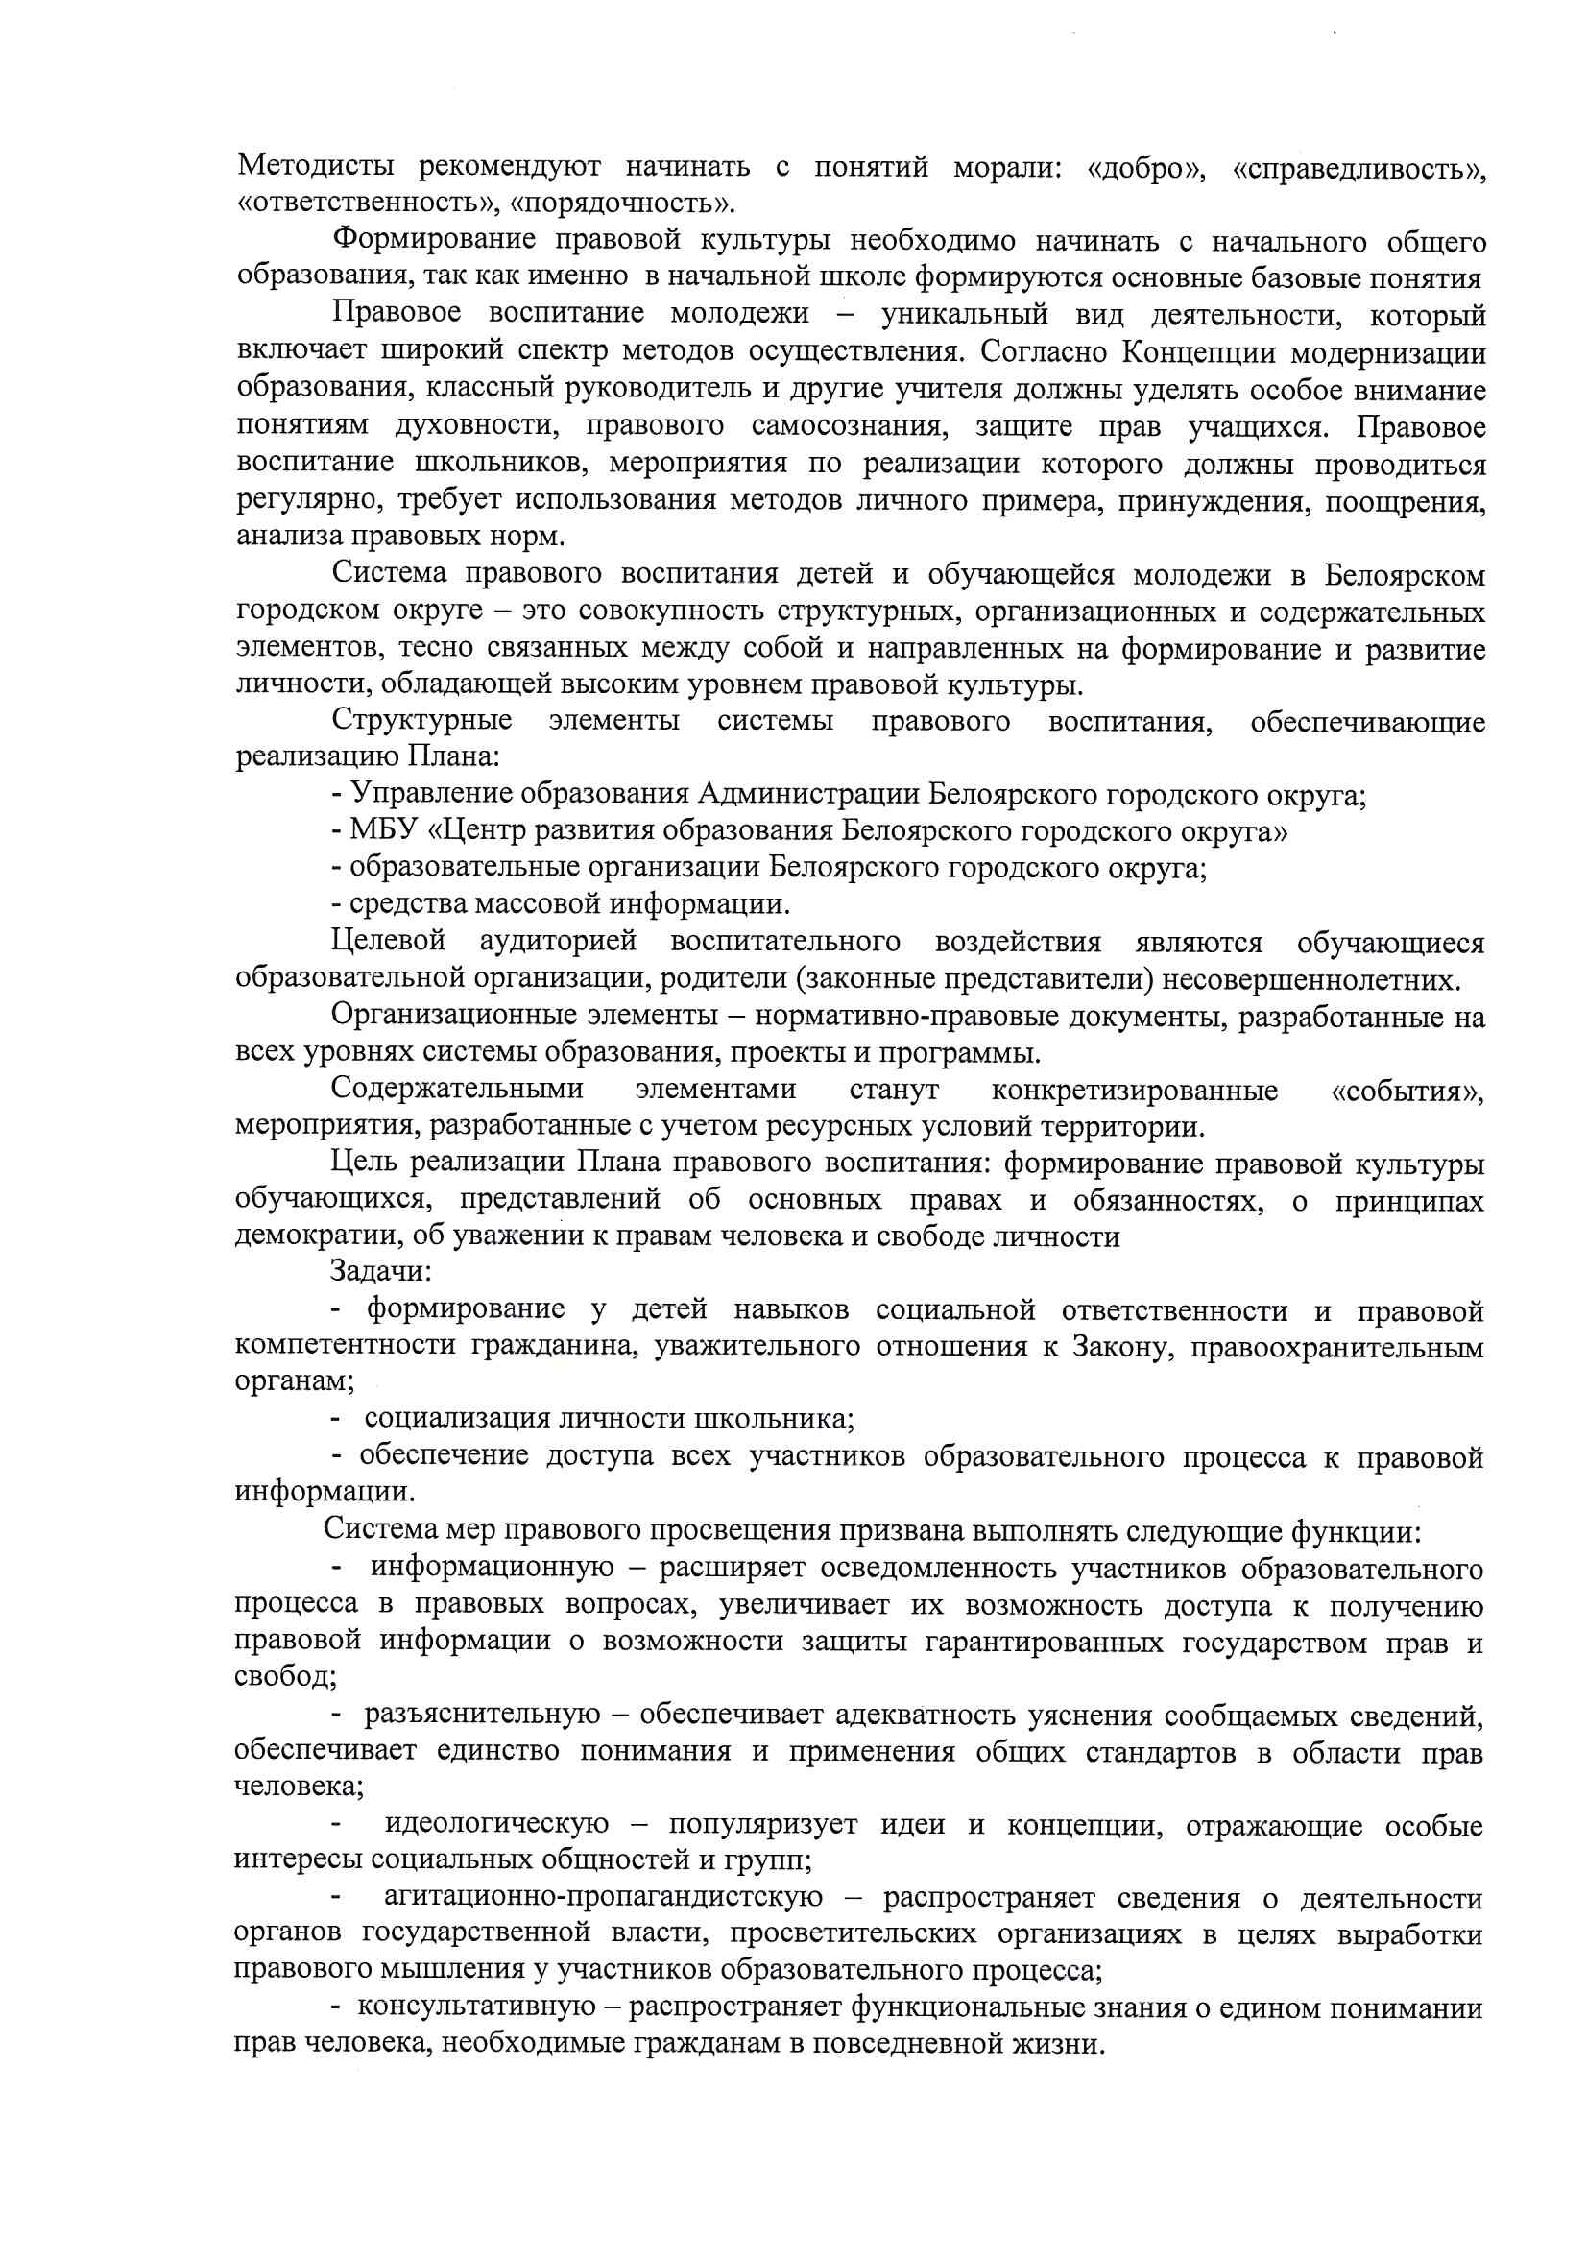 Методисты рекомендуют начинать с понятий морали: «добро», «справедливость»,
«ответственность», «порядочность».
Формирование правовой культуры необходимо начинать с начального общего
образования, так как именно в начальной школе формируются основные базовые понятия
Правовое воспитание молодежи – уникальный вид деятельности, который
включает широкий спектр методов осуществления. Согласно Концепции модернизации
образования, классный руководитель и другие учителя должны уделять особое внимание
понятиям духовности, правового самосознания, защите прав учащихся. Правовое
воспитание школьников, мероприятия по реализации которого должны проводиться
регулярно, требует использования методов личного примера, принуждения, поощрения,
анализа правовых норм.
Система правового воспитания детей и обучающейся молодежи в Белоярском
городском округе – это совокупность структурных, организационных и содержательных
элементов, тесно связанных между собой и направленных на формирование и развитие
личности, обладающей высоким уровнем правовой культуры.
Структурные элементы системы правового воспитания, обеспечивающие
реализацию Плана:
- Управление образования Администрации Белоярского городского округа;
- МБУ «Центр развития образования Белоярского городского округа»
- образовательные организации Белоярского городского округа;
- средства массовой информации.
Целевой аудиторией воспитательного воздействия являются обучающиеся
образовательной организации, родители (законные представители) несовершеннолетних.
Организационные элементы – нормативно-правовые документы, разработанные на
всех уровнях системы образования, проекты и программы.
Содержательными элементами станут конкретизированные «события»,
мероприятия, разработанные с учетом ресурсных условий территории.
Цель реализации Плана правового воспитания: формирование правовой культуры
обучающихся, представлений об основных правах и обязанностях, о принципах
демократии, об уважении к правам человека и свободе личности
Задачи:
- формирование у детей навыков социальной ответственности и правовой
компетентности гражданина, уважительного отношения к Закону, правоохранительным
органам;
- социализация личности школьника;
- обеспечение доступа всех участников образовательного процесса к правовой
информации.
Система мер правового просвещения призвана выполнять следующие функции:
- информационную – расширяет осведомленность участников образовательного
процесса в правовых вопросах, увеличивает их возможность доступа к получению
правовой информации о возможности защиты гарантированных государством прав и
свобод;
- разъяснительную – обеспечивает адекватность уяснения сообщаемых сведений,
обеспечивает единство понимания и применения общих стандартов в области прав
человека;
- идеологическую – популяризует идеи и концепции, отражающие особые
интересы социальных общностей и групп;
- агитационно-пропагандистскую – распространяет сведения о деятельности
органов государственной власти, просветительских организациях в целях выработки
правового мышления у участников образовательного процесса;
- консультативную – распространяет функциональные знания о едином понимании
прав человека, необходимые гражданам в повседневной жизни.